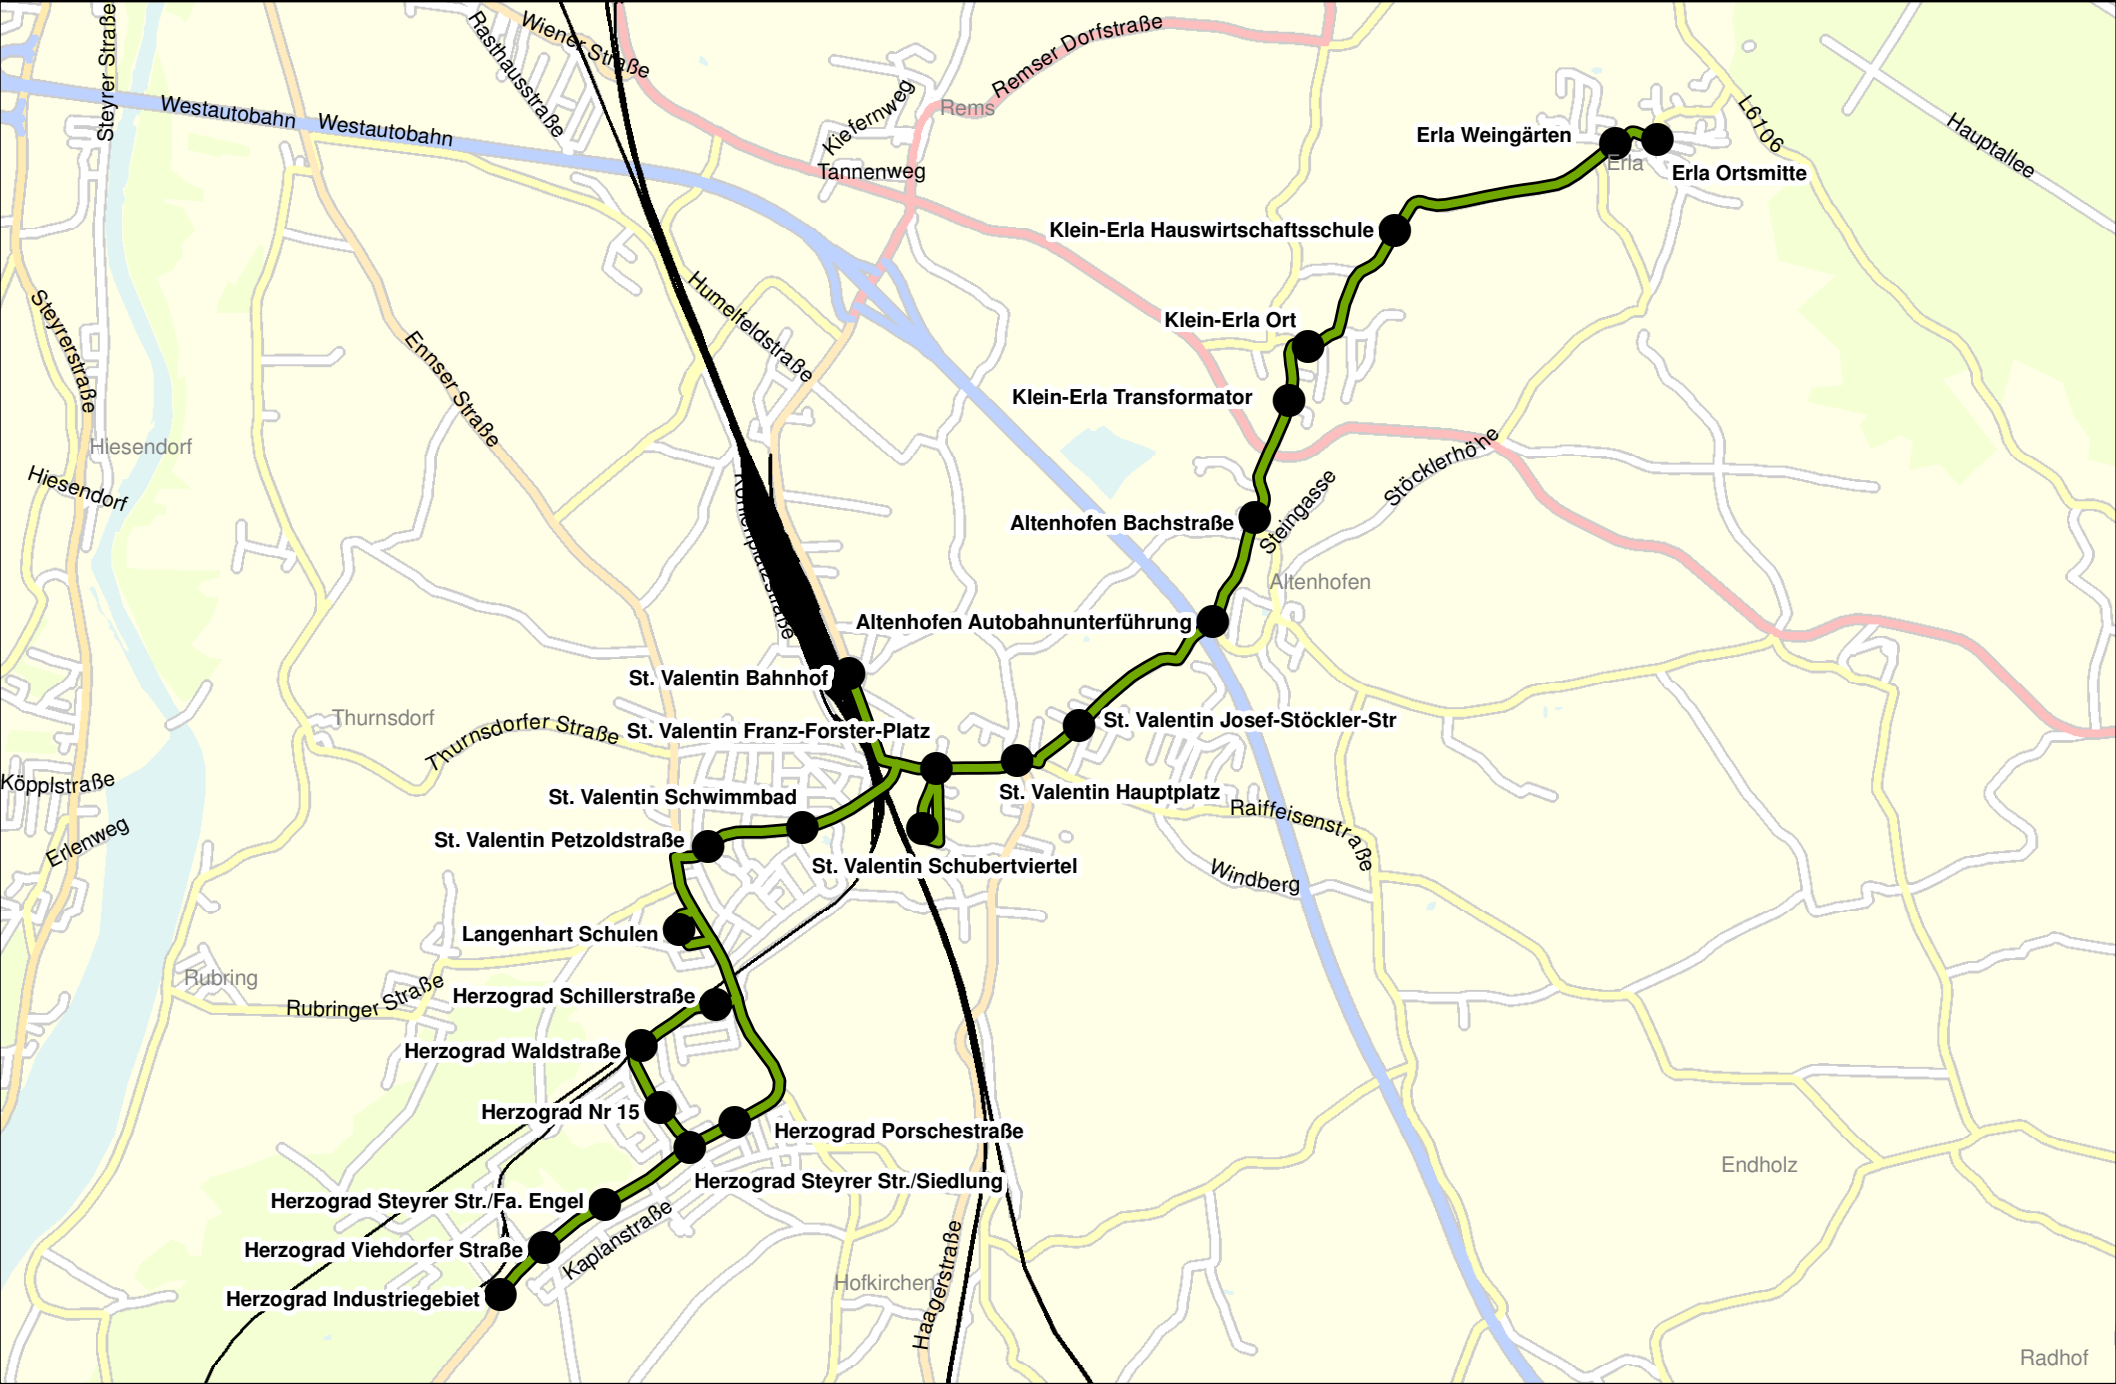 Steyrer Straße
Rasthausstraße
Wiener Straße
Remser Dorfstraße
Kiefernweg
Rems
Westautobahn
Westautobahn
Tannenweg
L6106
Hauptallee
Erla Weingärten
Erla
Erla Ortsmitte
Klein-Erla Hauswirtschaftsschule
Steyrerstraße
Humelfeldstraße
Ennser Straße
Klein-Erla Ort
Klein-Erla Transformator
Hiesendorf
Hiesendorf
Stöcklerhöhe
Steingasse
Altenhofen Bachstraße
Altenhofen
Altenhofen Autobahnunterführung
St. Valentin Bahnhof
Thurnsdorf
Thurnsdorfer Straße
St. Valentin Franz-Forster-Platz
St. Valentin Josef-Stöckler-Str
Köpplstraße
St. Valentin Schwimmbad
St. Valentin Hauptplatz
Raiffeisenstraße
Erlenweg
St. Valentin Petzoldstraße
St. Valentin Schubertviertel
Windberg
Langenhart Schulen
Rubring
Rubringer Straße
Herzograd Schillerstraße
Herzograd Waldstraße
Herzograd Nr 15
Herzograd Porschestraße
Endholz
Herzograd Steyrer Str./Siedlung
Herzograd Steyrer Str./Fa. Engel
Kaplanstraße
Herzograd Viehdorfer Straße
Haagerstraße
Hofkirchen
Herzograd Industriegebiet
Radhof